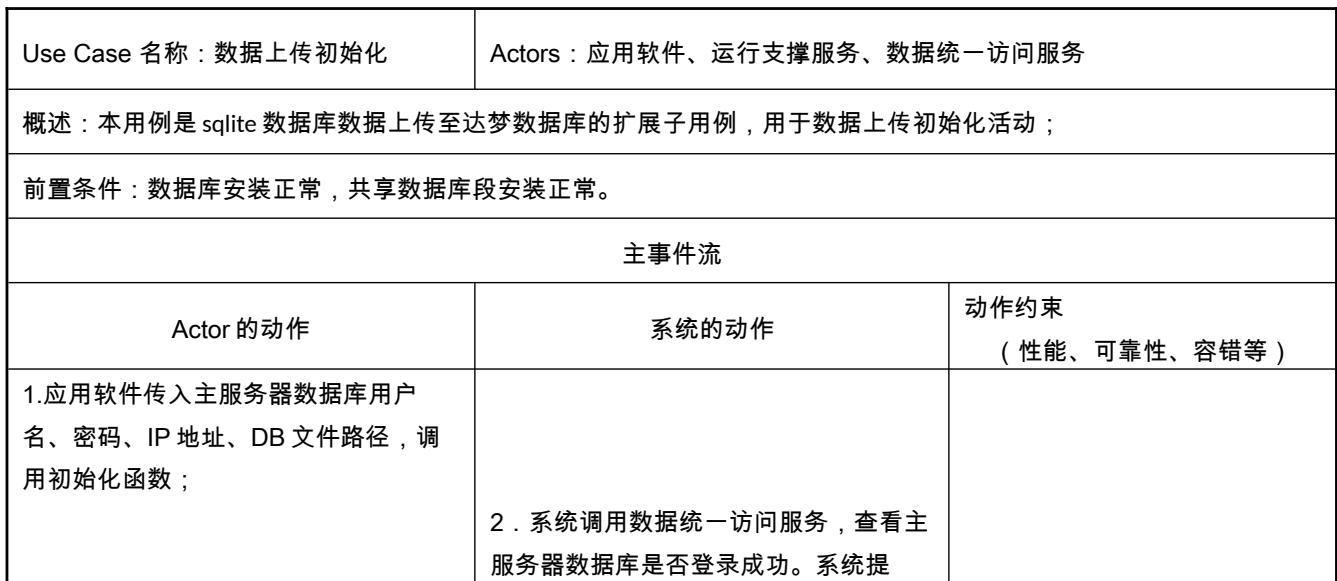 Use Case 名称：数据上传初始化
Actors：应用软件、运行支撑服务、数据统一访问服务
概述：本用例是 sqlite 数据库数据上传至达梦数据库的扩展子用例，用于数据上传初始化活动；
前置条件：数据库安装正常，共享数据库段安装正常。
主事件流
Actor 的动作
系统的动作
动作约束
（性能、可靠性、容错等）
1.应用软件传入主服务器数据库用户
名、密码、IP 地址、DB 文件路径，调
用初始化函数；
2．系统调用数据统一访问服务，查看主
服务器数据库是否登录成功。系统提